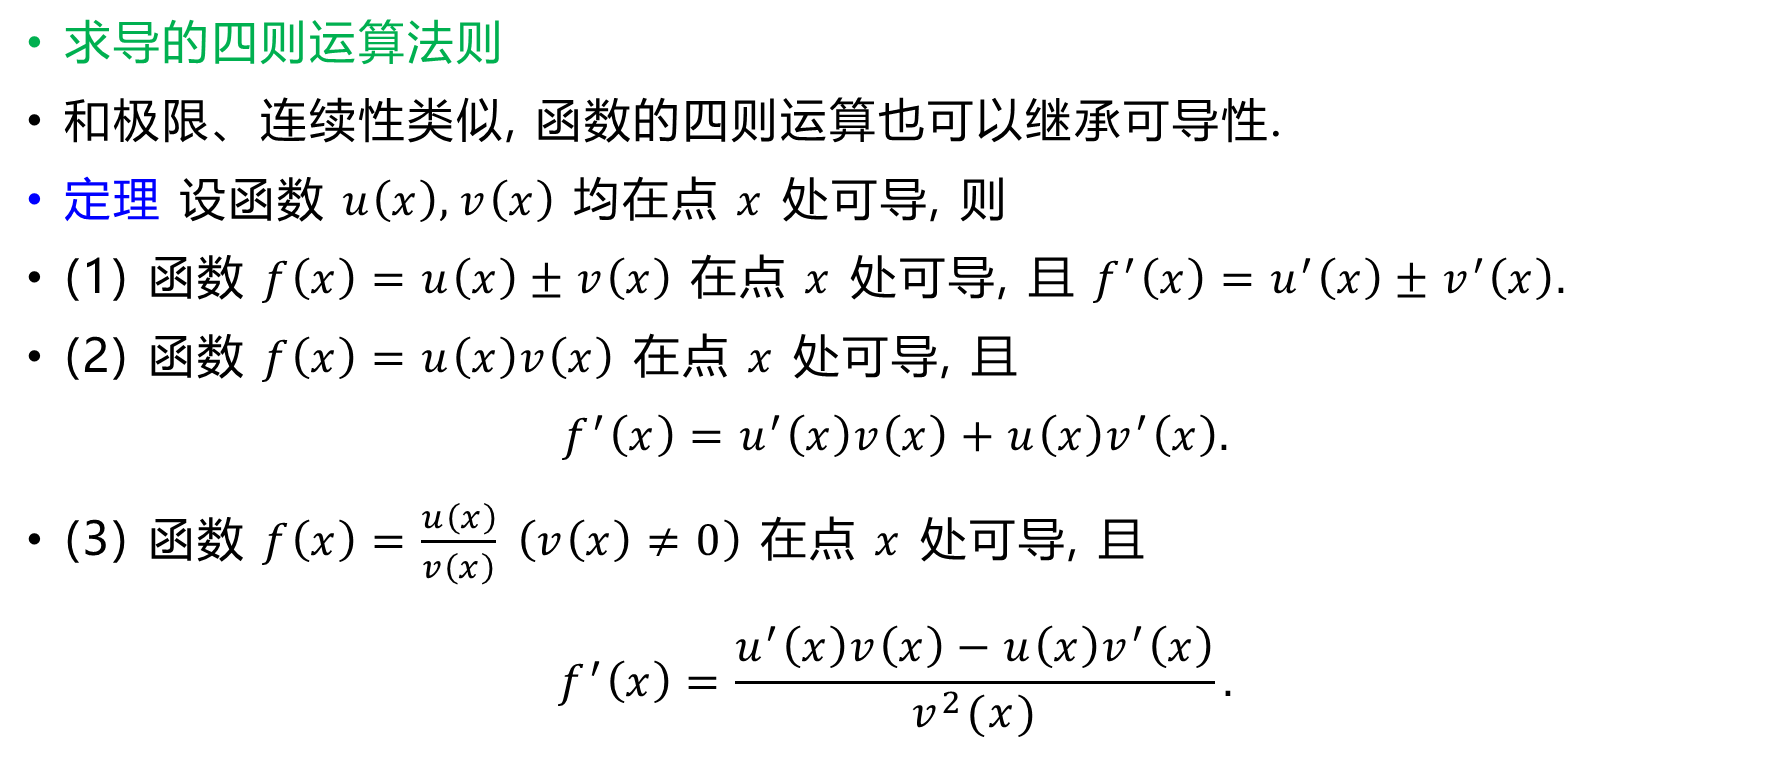 • 求导的四则运算法则
• 和极限、连续性类似, 函数的四则运算也可以继承可导性.
• 定理 设函数 u(x), v(x) 均在点 x 处可导, 则
• (1) 函数 f(x) = u(x) ± v(x) 在点 x 处可导, 且 f′(x) = u′(x) ± v′(x).
• (2) 函数 f(x) = u(x)v(x) 在点 x 处可导, 且
f′(x) = u′(x)v(x) + u(x)v′(x).
• (3) 函数 f(x) = u(x)/v(x) (v(x) ≠ 0) 在点 x 处可导, 且
f′(x) = (u′(x)v(x) − u(x)v′(x))/v²(x).